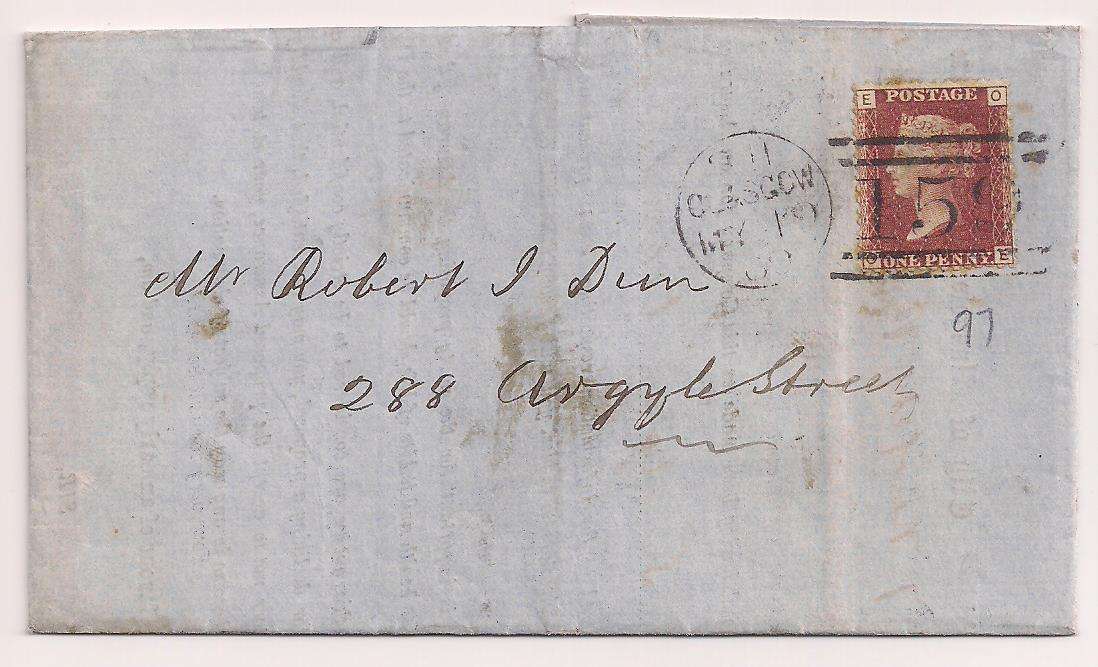 E POSTAGE O
GLASGOW
159
O ONE PENNY E
Mr Robert J Dun
97
288 Argyle Street